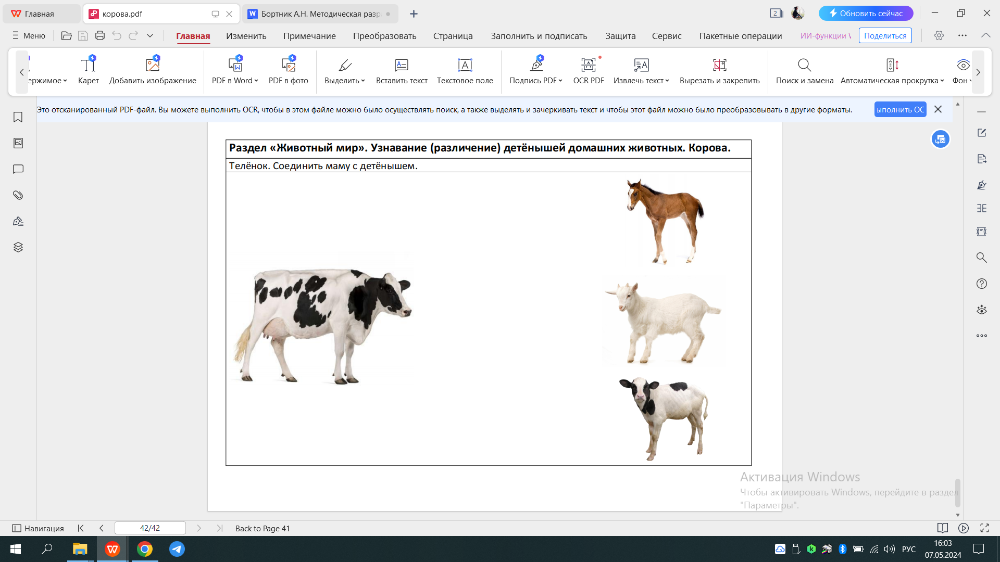 Главная
корова.pdf
Бортник А.Н. Методическая разр
2
Обновить сейчас
Меню
Главная
Изменить
Примечание
Преобразовать
Страница
Заполнить и подписать
Защита
Сервис
Пакетные операции
ИИ-функции
Поделиться
ержимое
Карет
Добавить изображение
PDF в Word
PDF в фото
Выделить
Вставить текст
Текстовое поле
Подпись PDF
OCR PDF
Извлечь текст
Вырезать и закрепить
Поиск и замена
Автоматическая прокрутка
Фон
Это отсканированный PDF-файл. Вы можете выполнить OCR, чтобы в этом файле можно было осуществлять поиск, а также выделять и зачеркивать текст и чтобы этот файл можно было преобразовывать в другие форматы.
ыполнить OC
Раздел «Животный мир». Узнавание (различение) детёнышей домашних животных. Корова.
Телёнок. Соединить маму с детёнышем.
Активация Windows
Чтобы активировать Windows, перейдите в раздел
"Параметры".
Навигация
42/42
Back to Page 41
РУС
16:03
07.05.2024